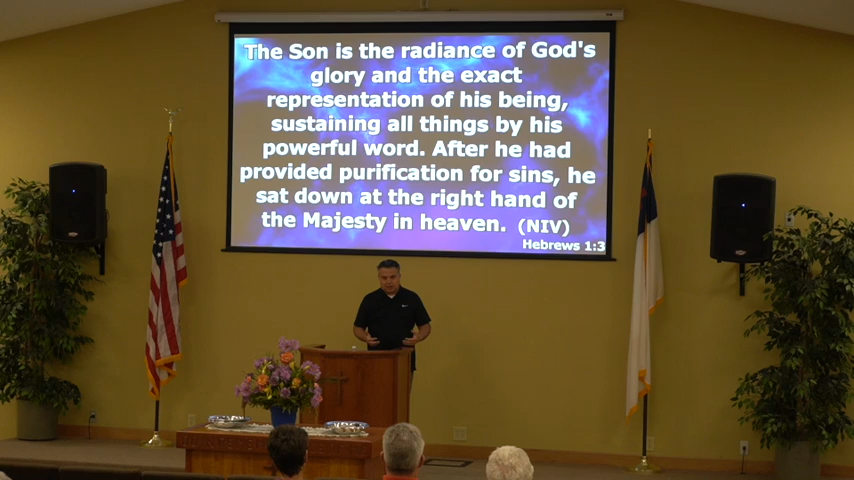 The Son is the radiance of God's
glory and the exact
representation of his being,
sustaining all things by his
powerful word. After he had
provided purification for sins, he
sat down at the right hand of
the Majesty in heaven. (NIV)
Hebrews 1:3